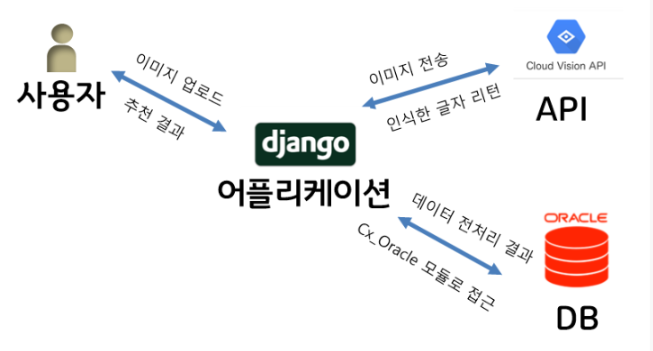 사용자
이미지 업로드
추천 결과
django
어플리케이션
이미지 전송
인식한 글자 리턴
Cloud Vision API
API
데이터 전처리 결과
Cx_Oracle 모듈로 접근
ORACLE
DB